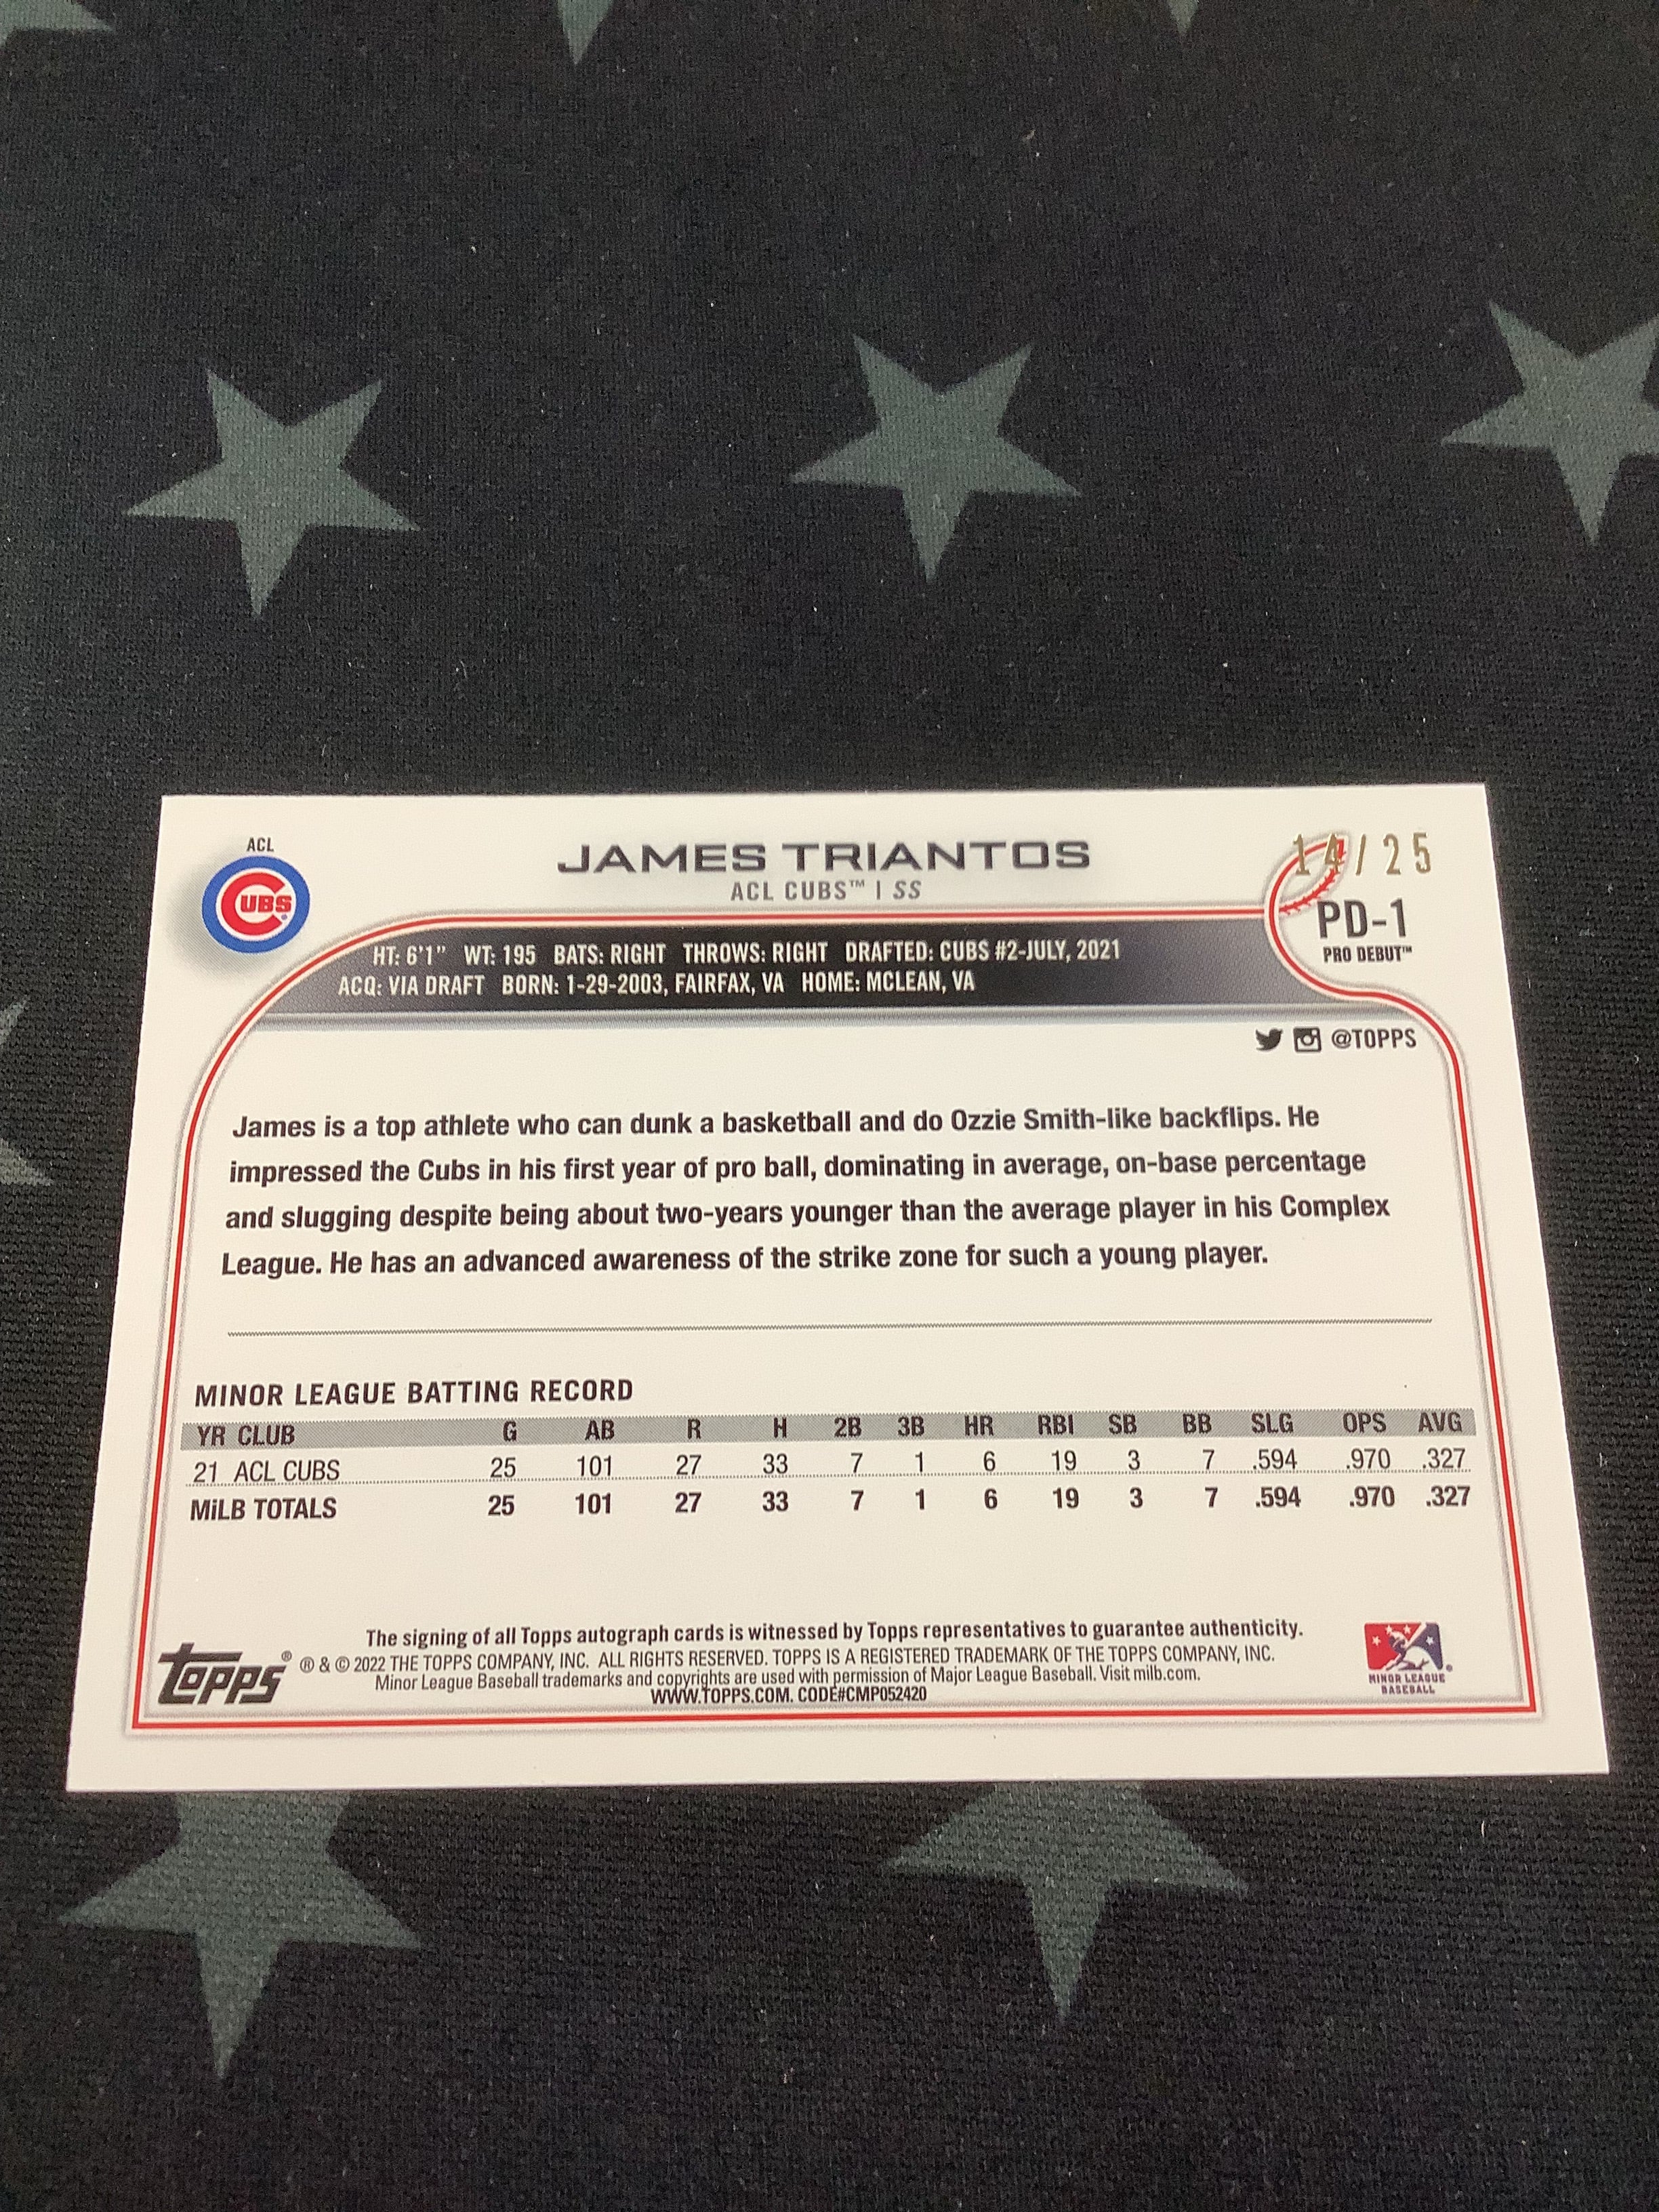 ACL
CUBS
JAMES TRIANTOS
ACL CUBS™ | SS
14/25
PD-1
PRO DEBUT™
HT: 6'1" WT: 195 BATS: RIGHT THROWS: RIGHT DRAFTED: CUBS #2-JULY, 2021
ACQ: VIA DRAFT BORN: 1-29-2003, FAIRFAX, VA HOME: MCLEAN, VA
@TOPPS
James is a top athlete who can dunk a basketball and do Ozzie Smith-like backflips. He
impressed the Cubs in his first year of pro ball, dominating in average, on-base percentage
and slugging despite being about two-years younger than the average player in his Complex
League. He has an advanced awareness of the strike zone for such a young player.
MINOR LEAGUE BATTING RECORD
YR CLUB G AB R H 2B 3B HR RBI SB BB SLG OPS AVG
21 ACL CUBS 25 101 27 33 7 1 6 19 3 7 .594 .970 .327
MiLB TOTALS 25 101 27 33 7 1 6 19 3 7 .594 .970 .327
The signing of all Topps autograph cards is witnessed by Topps representatives to guarantee authenticity.
Topps® ® & © 2022 THE TOPPS COMPANY, INC. ALL RIGHTS RESERVED. TOPPS IS A REGISTERED TRADEMARK OF THE TOPPS COMPANY, INC.
Minor League Baseball trademarks and copyrights are used with permission of Major League Baseball. Visit milb.com.
WWW.TOPPS.COM. CODE#CMP052420
MINOR LEAGUE
BASEBALL